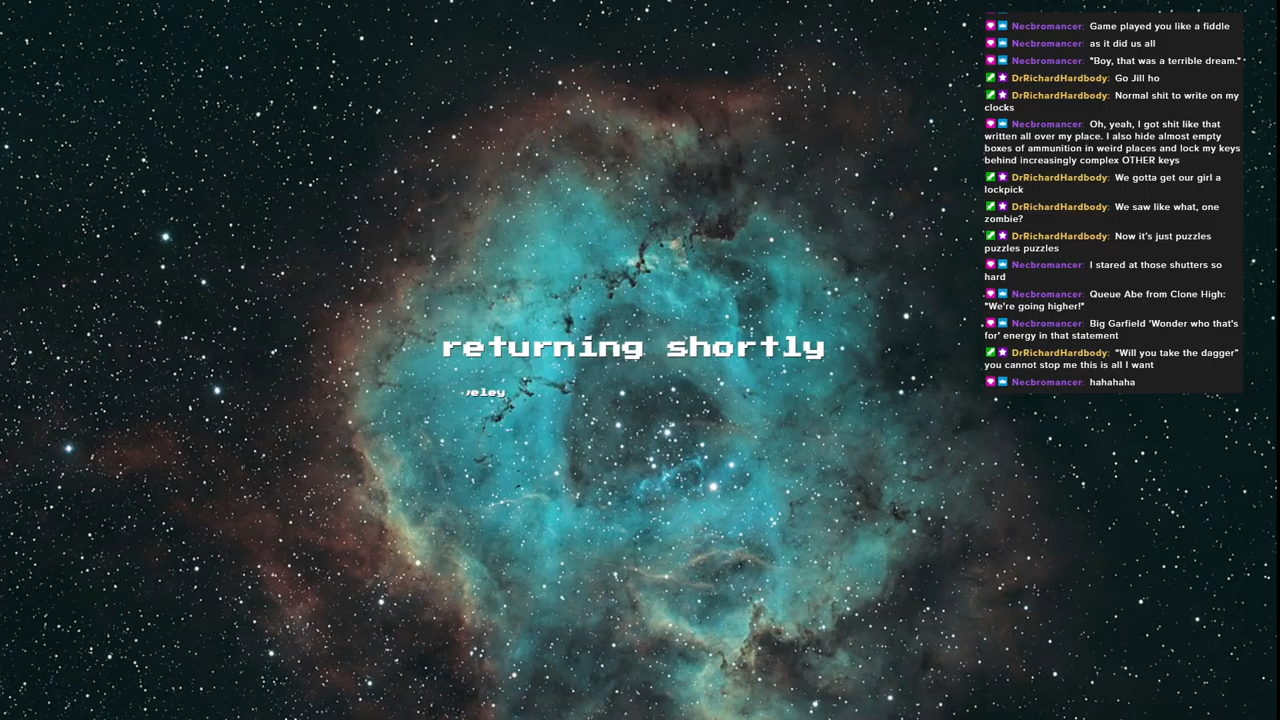 Necbromancer: Game played you like a fiddle
Necbromancer: as it did us all
Necbromancer: "Boy, that was a terrible dream."
DrRichardHardbody: Go Jill ho
DrRichardHardbody: Normal shit to write on my
clocks
Necbromancer: Oh, yeah, I got shit like that
written all over my place. I also hide almost empty
boxes of ammunition in weird places and lock my keys
behind increasingly complex OTHER keys
DrRichardHardbody: We gotta get our girl a
lockpick
DrRichardHardbody: We saw like what, one
zombie?
DrRichardHardbody: Now it's just puzzles
puzzles puzzles
Necbromancer: I stared at those shutters so
hard
Necbromancer: Queue Abe from Clone High:
"We're going higher!"
Necbromancer: Big Garfield 'Wonder who that's
for' energy in that statement
DrRichardHardbody: "Will you take the dagger"
you cannot stop me this is all I want
Necbromancer: hahahaha
returning shortly
eley